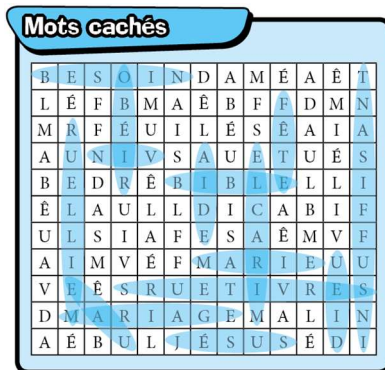 Mots cachés
B E S O I N D A M É A Ê T
L É F B M A Ê B F F D M N
M R F É U I L É S Ê A I A
A U N I V S A U E T U É S
B E D R Ê B I B L E L L I
Ê L A U L L D I C A B I F
U L S I A F E S A Ê M V F
A I M V É F M A R I E U U
V E Ê S R U E T I V R E S
D M A R I A G E M A L I N
A É B U L J É S U S É D I